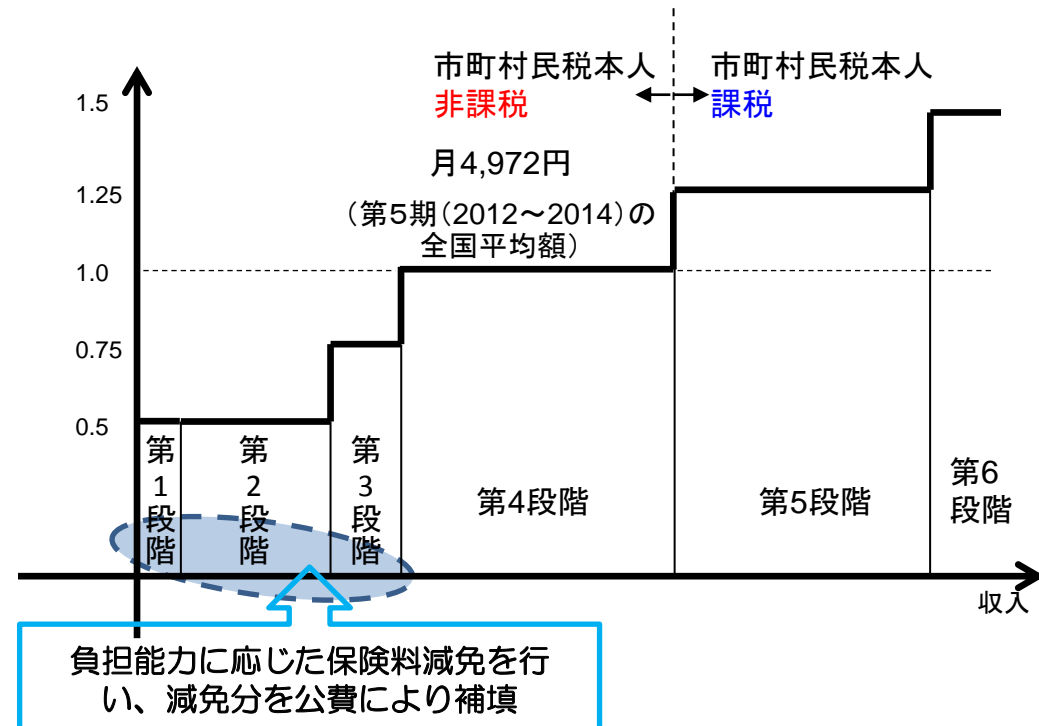 市町村民税本人
非課税
市町村民税本人
課税
月4,972円
（第５期（2012～2014）の
全国平均額）
1.5
1.25
1.0
0.75
0.5
第1段階
第2段階
第3段階
第4段階
第5段階
第6
段階
収入
負担能力に応じた保険料減免を行
い、減免分を公費により補填